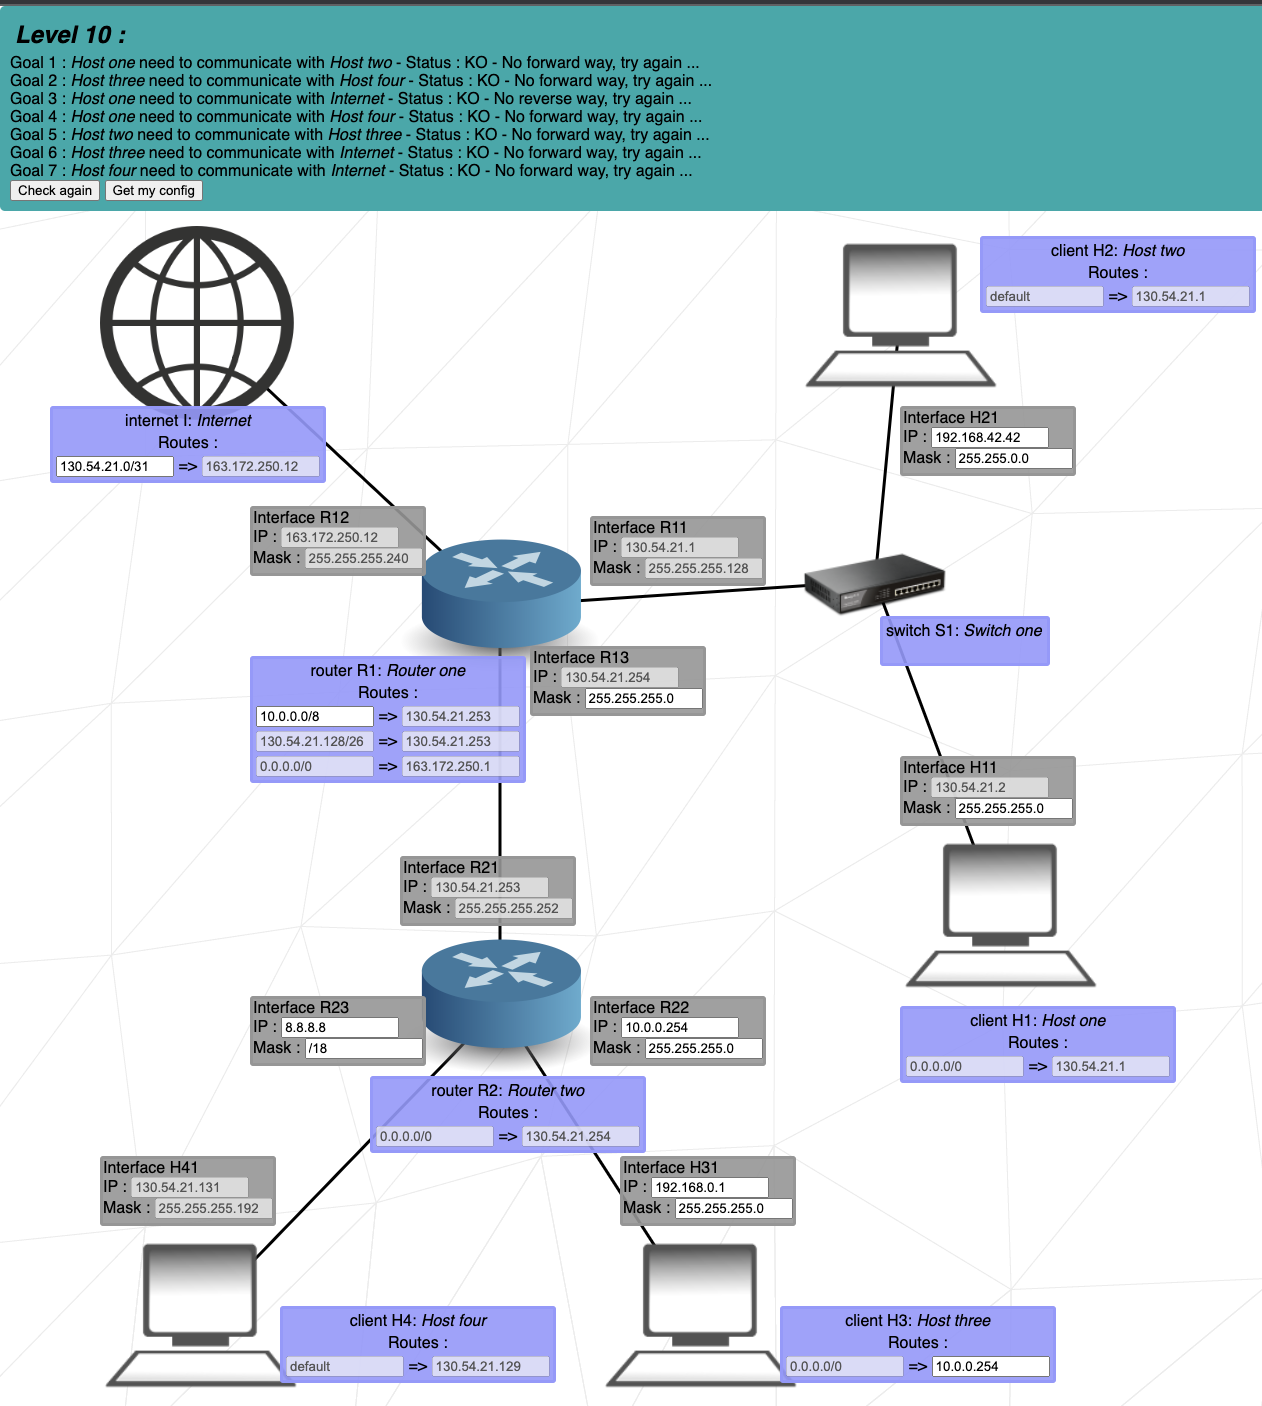 Level 10 :
Goal 1 : Host one need to communicate with Host two - Status : KO - No forward way, try again ...
Goal 2 : Host three need to communicate with Host four - Status : KO - No forward way, try again ...
Goal 3 : Host one need to communicate with Internet - Status : KO - No reverse way, try again ...
Goal 4 : Host one need to communicate with Host four - Status : KO - No forward way, try again ...
Goal 5 : Host two need to communicate with Host three - Status : KO - No forward way, try again ...
Goal 6 : Host three need to communicate with Internet - Status : KO - No forward way, try again ...
Goal 7 : Host four need to communicate with Internet - Status : KO - No forward way, try again ...
Check again Get my config
client H2: Host two
Routes :
default => 130.54.21.1
internet I: Internet
Routes :
130.54.21.0/31 => 163.172.250.12
Interface H21
IP : 192.168.42.42
Mask : 255.255.0.0
Interface R12
IP : 163.172.250.12
Mask : 255.255.255.240
Interface R11
IP : 130.54.21.1
Mask : 255.255.255.128
switch S1: Switch one
Interface R13
IP : 130.54.21.254
Mask : 255.255.255.0
router R1: Router one
Routes :
10.0.0.0/8 => 130.54.21.253
130.54.21.128/26 => 130.54.21.253
0.0.0.0/0 => 163.172.250.1
Interface H11
IP : 130.54.21.2
Mask : 255.255.255.0
Interface R21
IP : 130.54.21.253
Mask : 255.255.255.252
Interface R23
IP : 8.8.8.8
Mask : /18
Interface R22
IP : 10.0.0.254
Mask : 255.255.255.0
client H1: Host one
Routes :
0.0.0.0/0 => 130.54.21.1
router R2: Router two
Routes :
0.0.0.0/0 => 130.54.21.254
Interface H41
IP : 130.54.21.131
Mask : 255.255.255.192
Interface H31
IP : 192.168.0.1
Mask : 255.255.255.0
client H4: Host four
Routes :
default => 130.54.21.129
client H3: Host three
Routes :
0.0.0.0/0 => 10.0.0.254